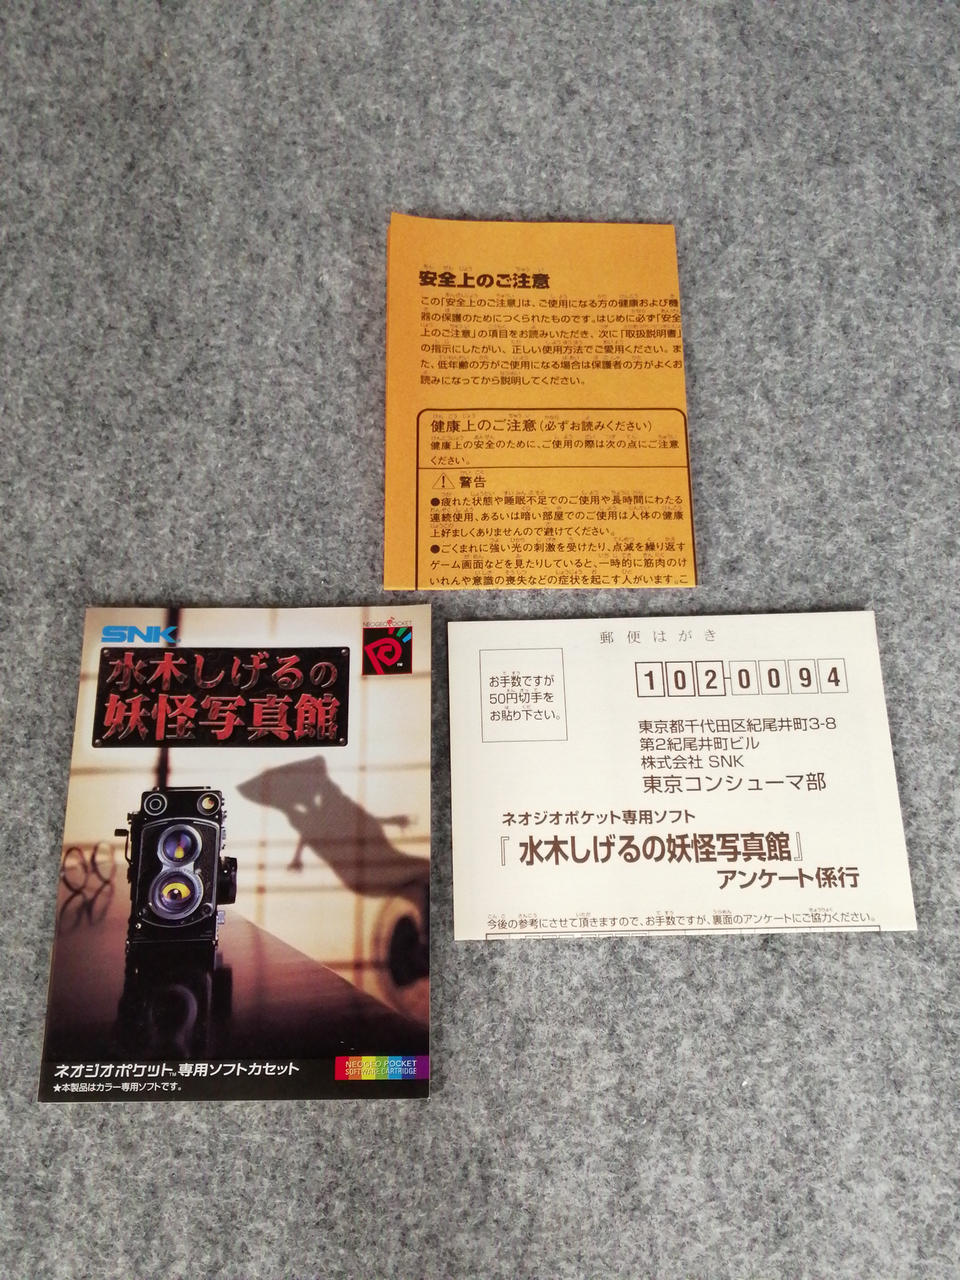 安全上のご注意
この「安全上のご注意」は、ご使用になる方の健康および機
器の保護のためにつくられたものです。はじめに必ず「安全
上のご注意」の項目をお読みいただき、次に「取扱説明書」
の指示にしたがい、正しい使用方法でご愛用ください。ま
た、低年齢の方がご使用になる場合は保護者の方がよくお
読みになってから説明してください。
健康上のご注意(必ずお読みください)
健康上の安全のために、ご使用の際は次の点にご注意
ください。
警告
●疲れた状態や睡眠不足でのご使用や長時間にわたる
連続使用、あるいは暗い部屋でのご使用は人体の健康
上好ましくありませんので避けてください。
●ごくまれに強い光の刺激を受けたり、点滅を繰り返す
ゲーム画面などを見たりしていると、一時的に筋肉のけ
いれんや意識の喪失などの症状を起こす人がいます。こ
SNK
NEOGEO POCKET
水木しげるの
妖怪写真館
ネオジオポケット™専用ソフトカセット
★本製品はカラー専用ソフトです。
NEOGEO POCKET
SOFTWARE CARTRIDGE
郵便はがき
お手数ですが
50円切手を
お貼り下さい。
102-0094
東京都千代田区紀尾井町3-8
第2紀尾井町ビル
株式会社 SNK
東京コンシューマ部
ネオジオポケット専用ソフト
『水木しげるの妖怪写真館』
アンケート係行
今後の参考にさせて頂きますので、お手数ですが、裏面のアンケートにご協力ください。